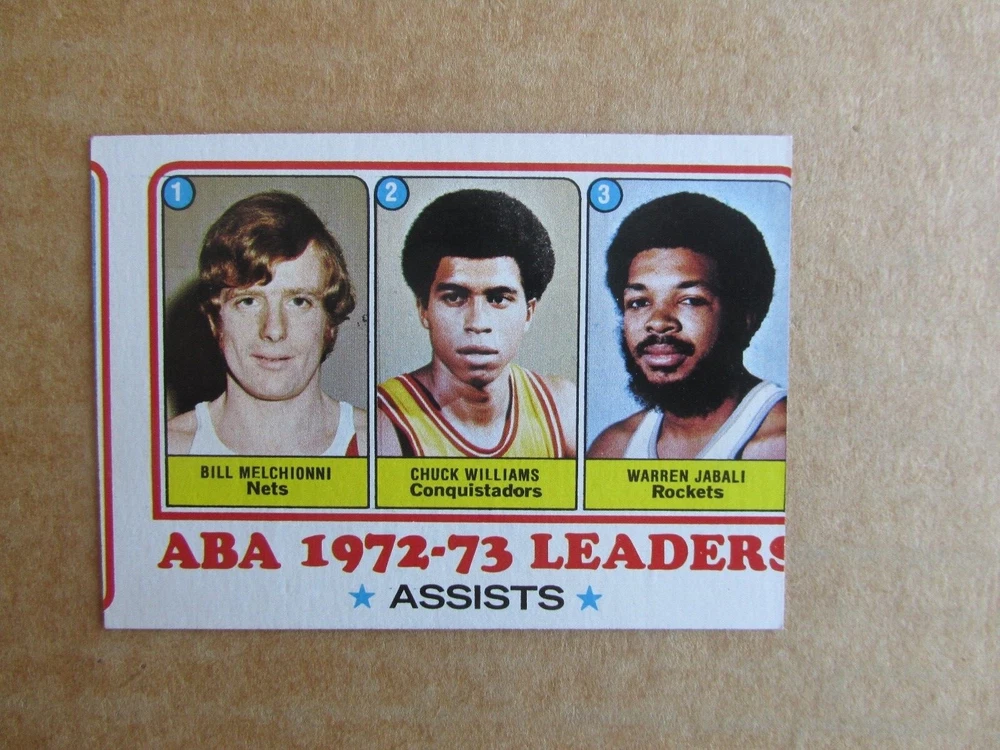 1
2
3
BILL MELCHIONNI
Nets
CHUCK WILLIAMS
Conquistadors
WARREN JABALI
Rockets
ABA 1972-73 LEADERS
★ ASSISTS ★